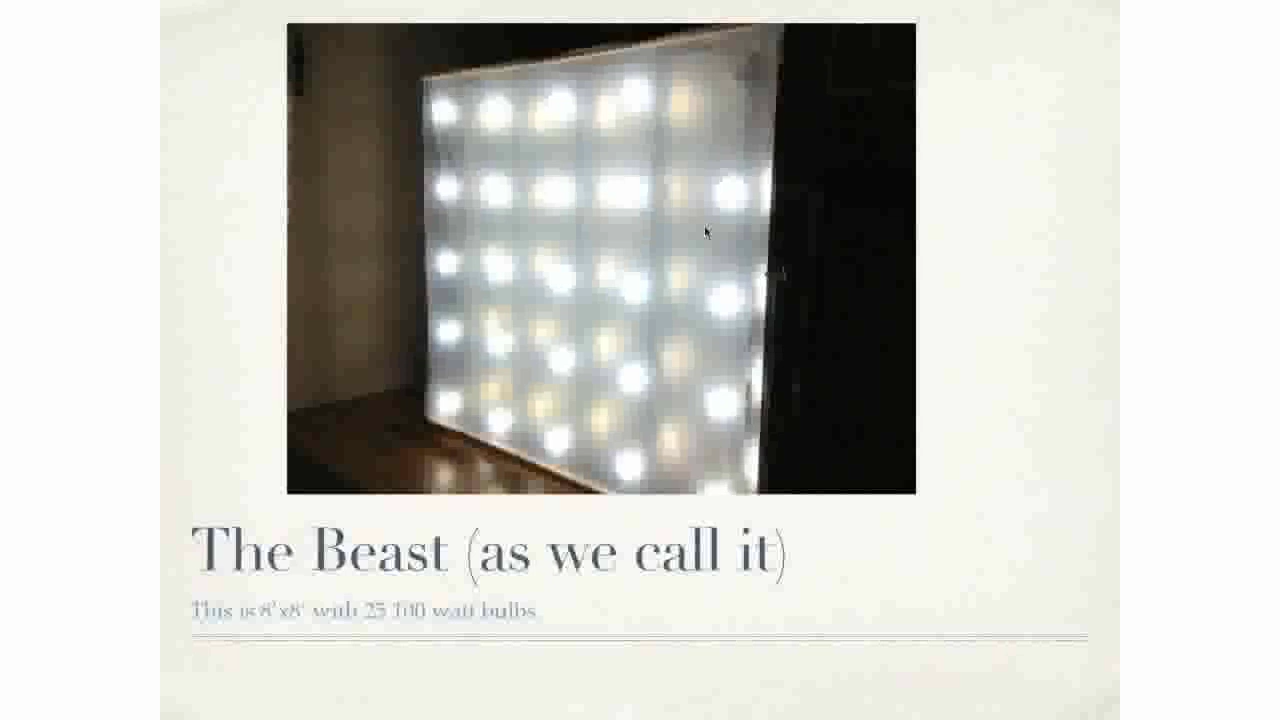 The Beast (as we call it)
This is 8'x8' with 25 100 watt bulbs